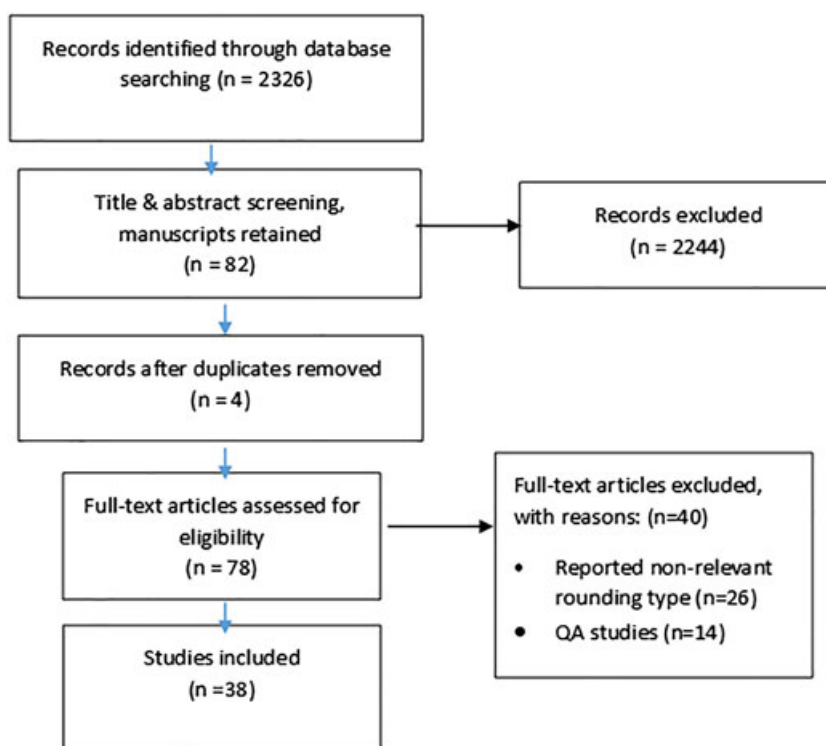 Records identified through database
searching (n = 2326)
Title & abstract screening,
manuscripts retained
(n = 82)
Records excluded
(n = 2244)
Records after duplicates removed
(n = 4)
Full-text articles assessed for
eligibility
(n = 78)
Full-text articles excluded,
with reasons: (n=40)
• Reported non-relevant
rounding type (n=26)
• QA studies (n=14)
Studies included
(n =38)